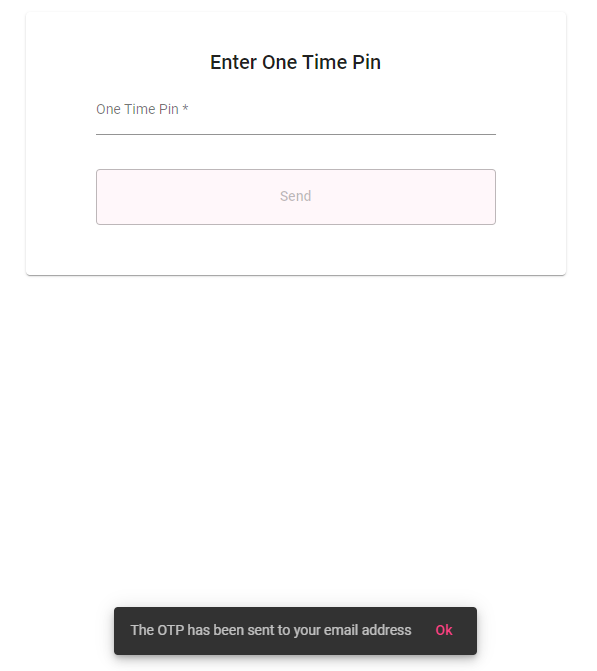 Enter One Time Pin
One Time Pin *
Send
The OTP has been sent to your email address Ok